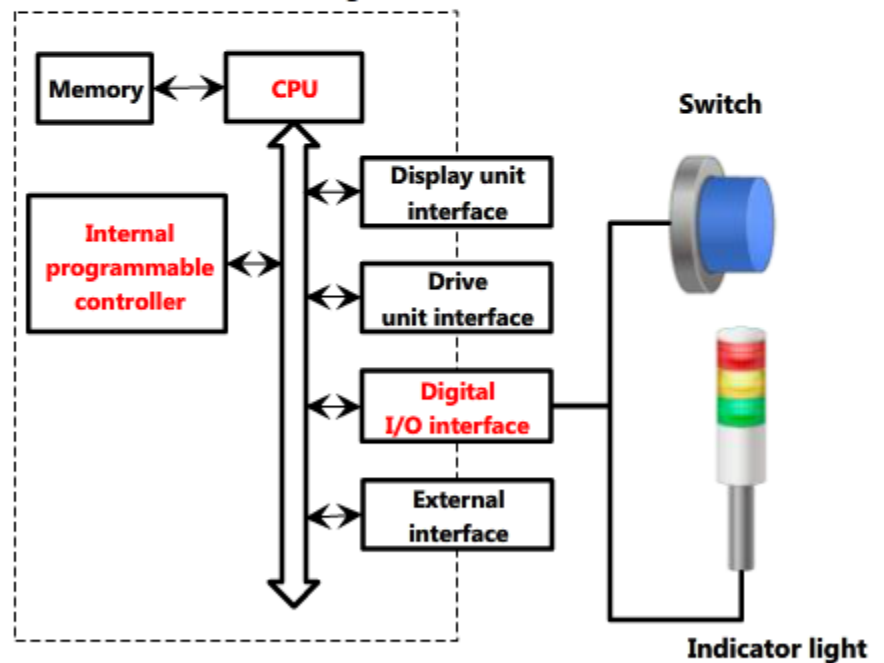 Memory
CPU
Switch
Display unit
interface
Internal
programmable
controller
Drive
unit interface
Digital
I/O interface
External
interface
Indicator light